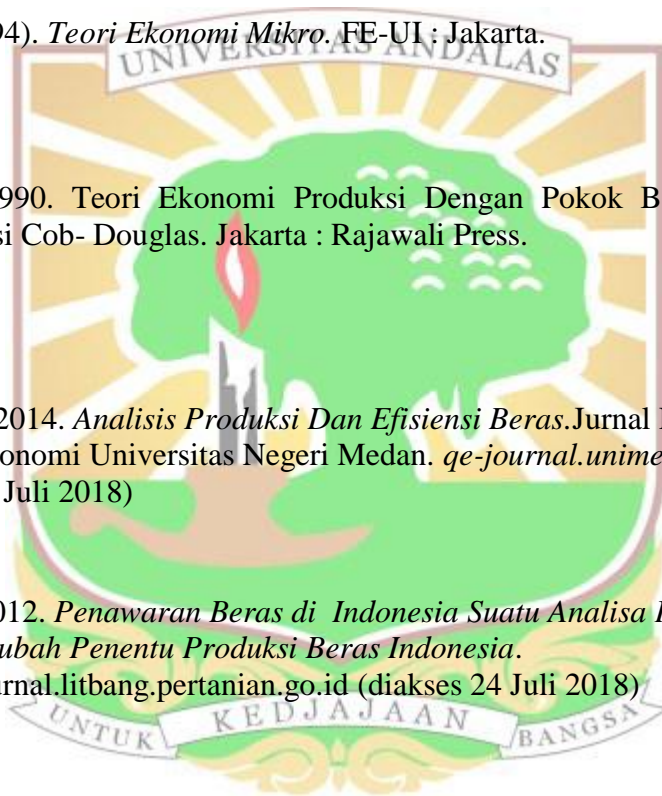 94). Teori Ekonomi Mikro. FE-UI : Jakarta.
UNIVERSITAS ANDALAS
990. Teori Ekonomi Produksi Dengan Pokok B
si Cob- Douglas. Jakarta : Rajawali Press.
2014. Analisis Produksi Dan Efisiensi Beras.Jurnal
onomi Universitas Negeri Medan. qe-journal.unime
Juli 2018)
012. Penawaran Beras di Indonesia Suatu Analisa
ubah Penentu Produksi Beras Indonesia.
urnal.litbang.pertanian.go.id (diakses 24 Juli 2018)
UNTUK KEDJAJAAN BANGSA